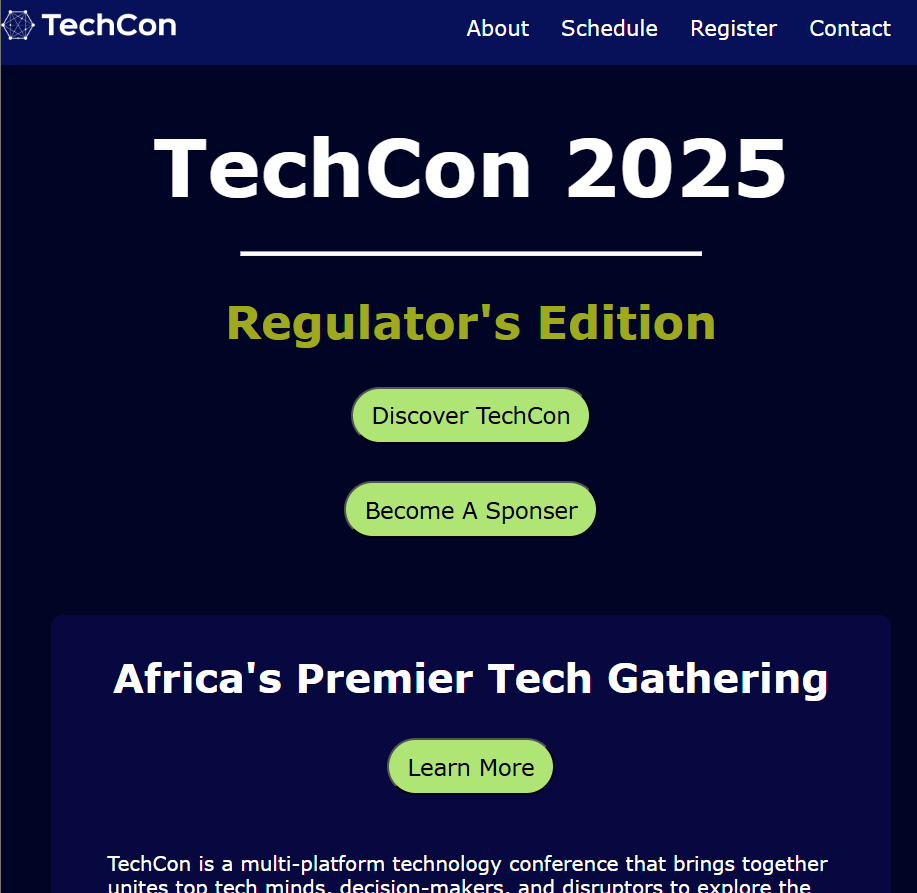 TechCon
About Schedule Register Contact
TechCon 2025
Regulator's Edition
Discover TechCon
Become A Sponser
Africa's Premier Tech Gathering
Learn More
TechCon is a multi-platform technology conference that brings together
unites top tech minds, decision-makers, and disruptors to explore the